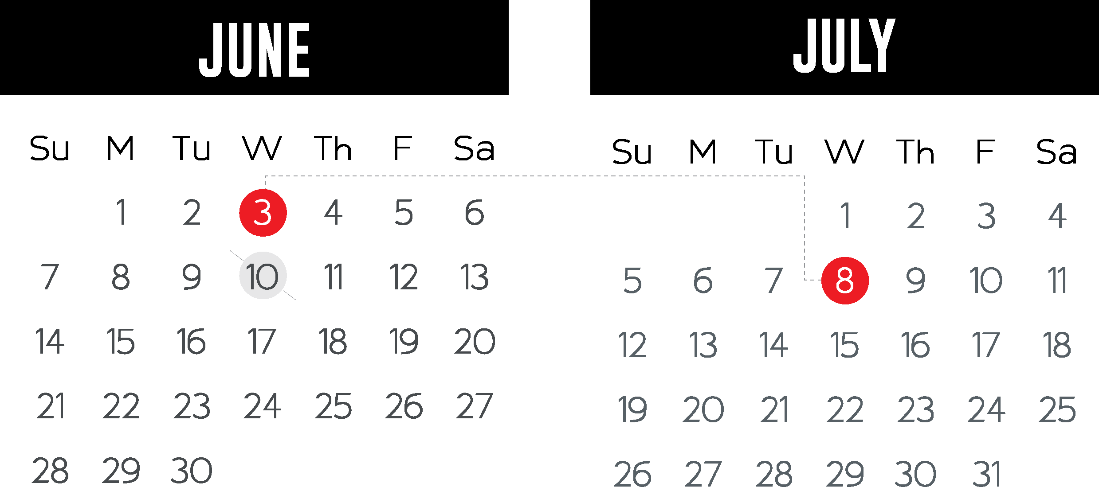 JUNE
Su M Tu W Th F Sa
1 2 3 4 5 6
7 8 9 10 11 12 13
14 15 16 17 18 19 20
21 22 23 24 25 26 27
28 29 30
JULY
Su M Tu W Th F Sa
1 2 3 4
5 6 7 8 9 10 11
12 13 14 15 16 17 18
19 20 21 22 23 24 25
26 27 28 29 30 31